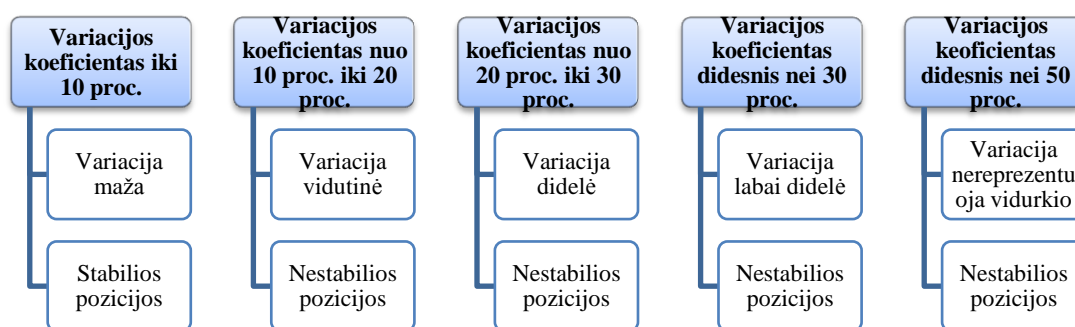 Variacijos
koeficientas iki
10 proc.
Variacija
maža
Stabilios
pozicijos
Variacijos
koeficientas nuo
10 proc. iki 20
proc.
Variacija
vidutinė
Nestabilios
pozicijos
Variacijos
koeficientas nuo
20 proc. iki 30
proc.
Variacija
didelė
Nestabilios
pozicijos
Variacijos
koeficientas
didesnis nei 30
proc.
Variacija
labai didelė
Nestabilios
pozicijos
Variacijos
keoficientas
didesnis nei 50
proc.
Variacija
nereprezentu
oja vidurkio
Nestabilios
pozicijos